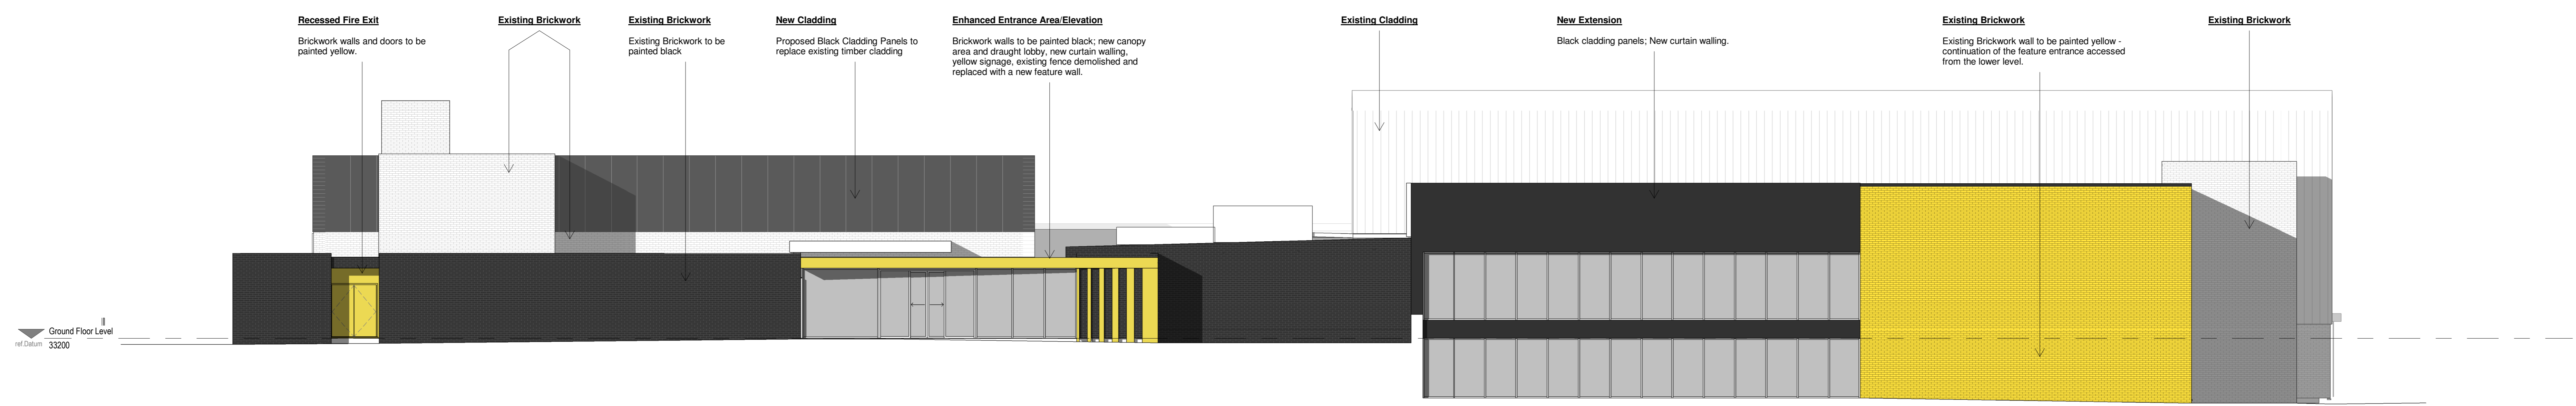 Recessed Fire Exit
Brickwork walls and doors to be
painted yellow.
Existing Brickwork
Existing Brickwork
Existing Brickwork to be
painted black
New Cladding
Proposed Black Cladding Panels to
replace existing timber cladding
Enhanced Entrance Area/Elevation
Brickwork walls to be painted black; new canopy
area and draught lobby, new curtain walling,
yellow signage, existing fence demolished and
replaced with a new feature wall.
Existing Cladding
New Extension
Black cladding panels; New curtain walling.
Existing Brickwork
Existing Brickwork wall to be painted yellow -
continuation of the feature entrance accessed
from the lower level.
Existing Brickwork
Ground Floor Level
ref.Datum 33200